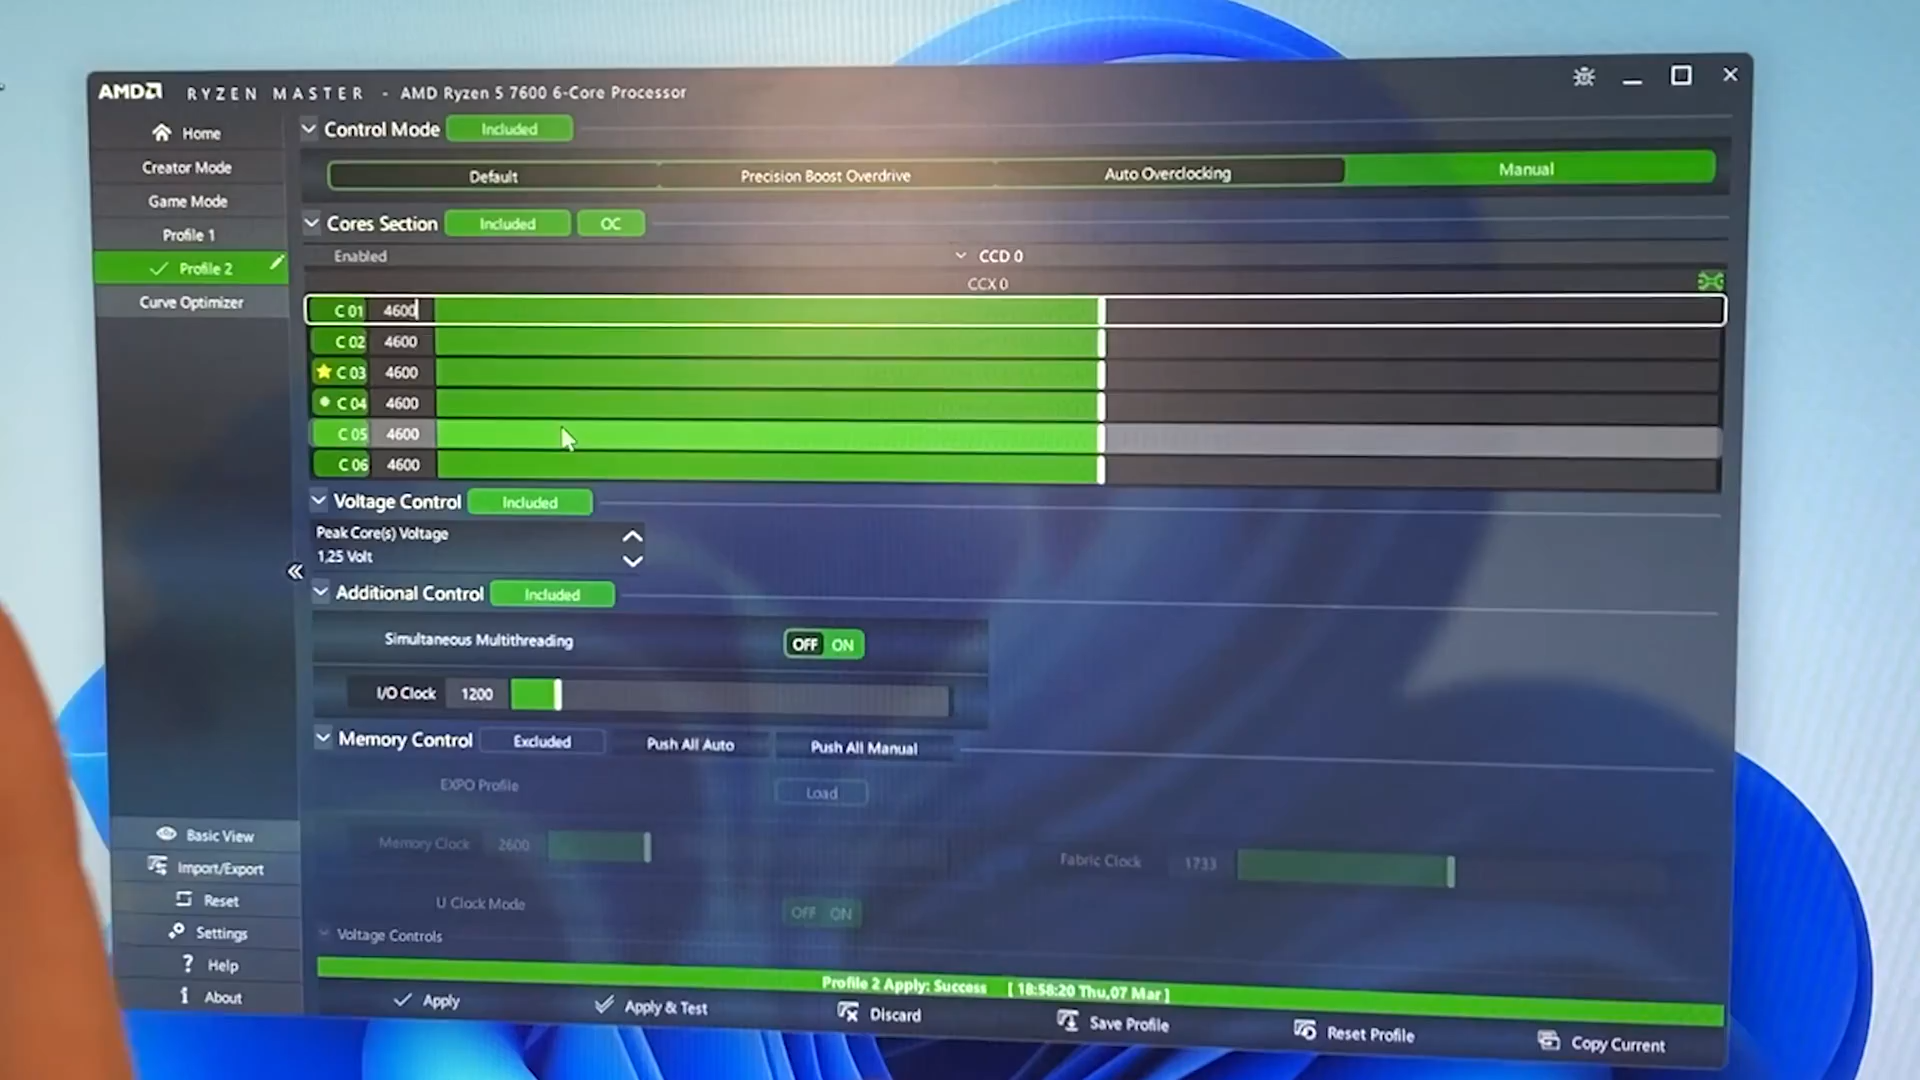 AMD RYZEN MASTER - AMD Ryzen 5 7600 6-Core Processor
Home
Creator Mode
Game Mode
Profile 1
Profile 2
Curve Optimizer
Control Mode Included
Default Precision Boost Overdrive Auto Overclocking Manual
Cores Section Included OC
Enabled CCD 0
CCX 0
C 01 4600
C 02 4600
C 03 4600
C 04 4600
C 05 4600
C 06 4600
Voltage Control Included
Peak Core(s) Voltage
1,25 Volt
Additional Control Included
Simultaneous Multithreading OFF ON
I/O Clock 1200
Memory Control Excluded Push All Auto Push All Manual
EXPO Profile Load
Memory Clock 2600 Fabric Clock 1733
U Clock Mode OFF ON
Voltage Controls
Basic View
Import/Export
Reset
Settings
Help
About
Profile 2 Apply: Success [ 18:58:20 Thu,07 Mar ]
Apply Apply & Test Discard Save Profile Reset Profile Copy Current